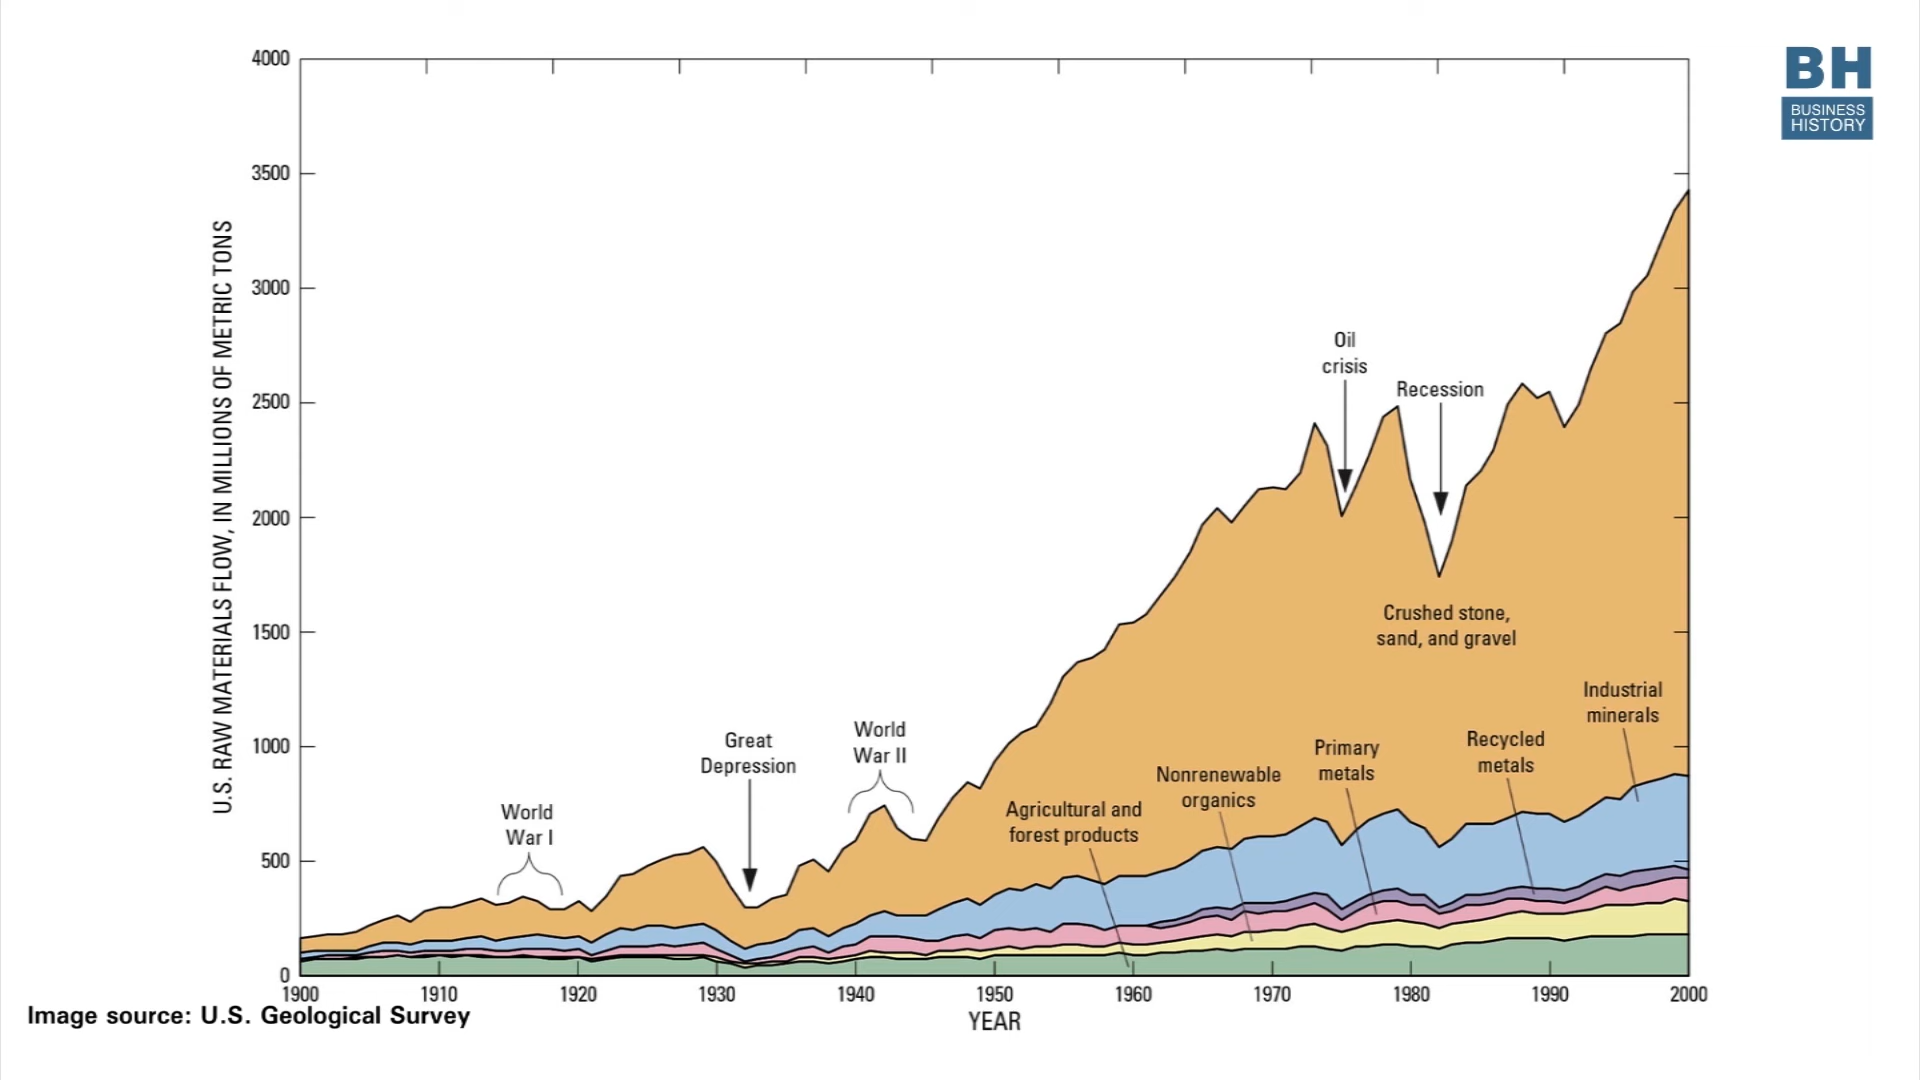 BH
BUSINESS
HISTORY
U.S. RAW MATERIALS FLOW, IN MILLIONS OF METRIC TONS
4000
3500
3000
2500
2000
1500
1000
500
0
Oil
crisis
Recession
Crushed stone,
sand, and gravel
Industrial
minerals
Recycled
metals
Primary
metals
Nonrenewable
organics
Agricultural and
forest products
World
War II
Great
Depression
World
War I
1900 1910 1920 1930 1940 1950 1960 1970 1980 1990 2000
YEAR
Image source: U.S. Geological Survey